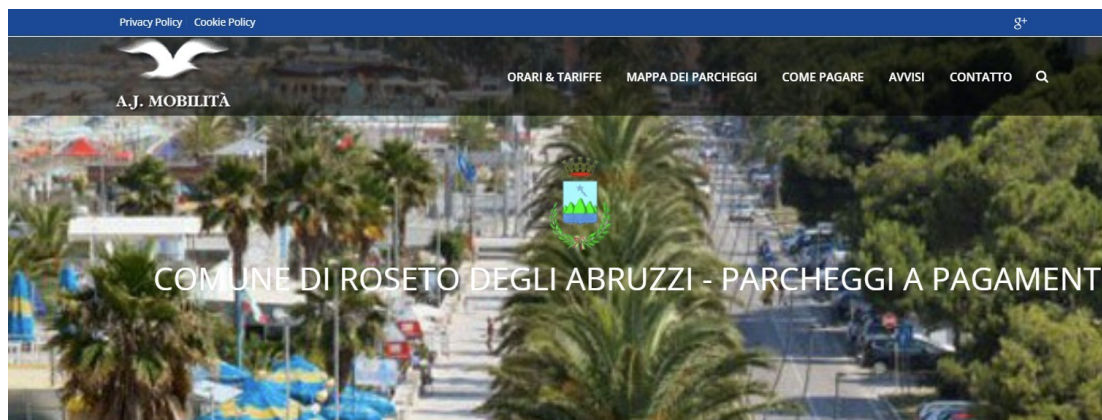 Privacy Policy Cookie Policy g+
A.J. MOBILITÀ
ORARI & TARIFFE MAPPA DEI PARCHEGGI COME PAGARE AVVISI CONTATTO
COMUNE DI ROSETO DEGLI ABRUZZI - PARCHEGGI A PAGAMENT